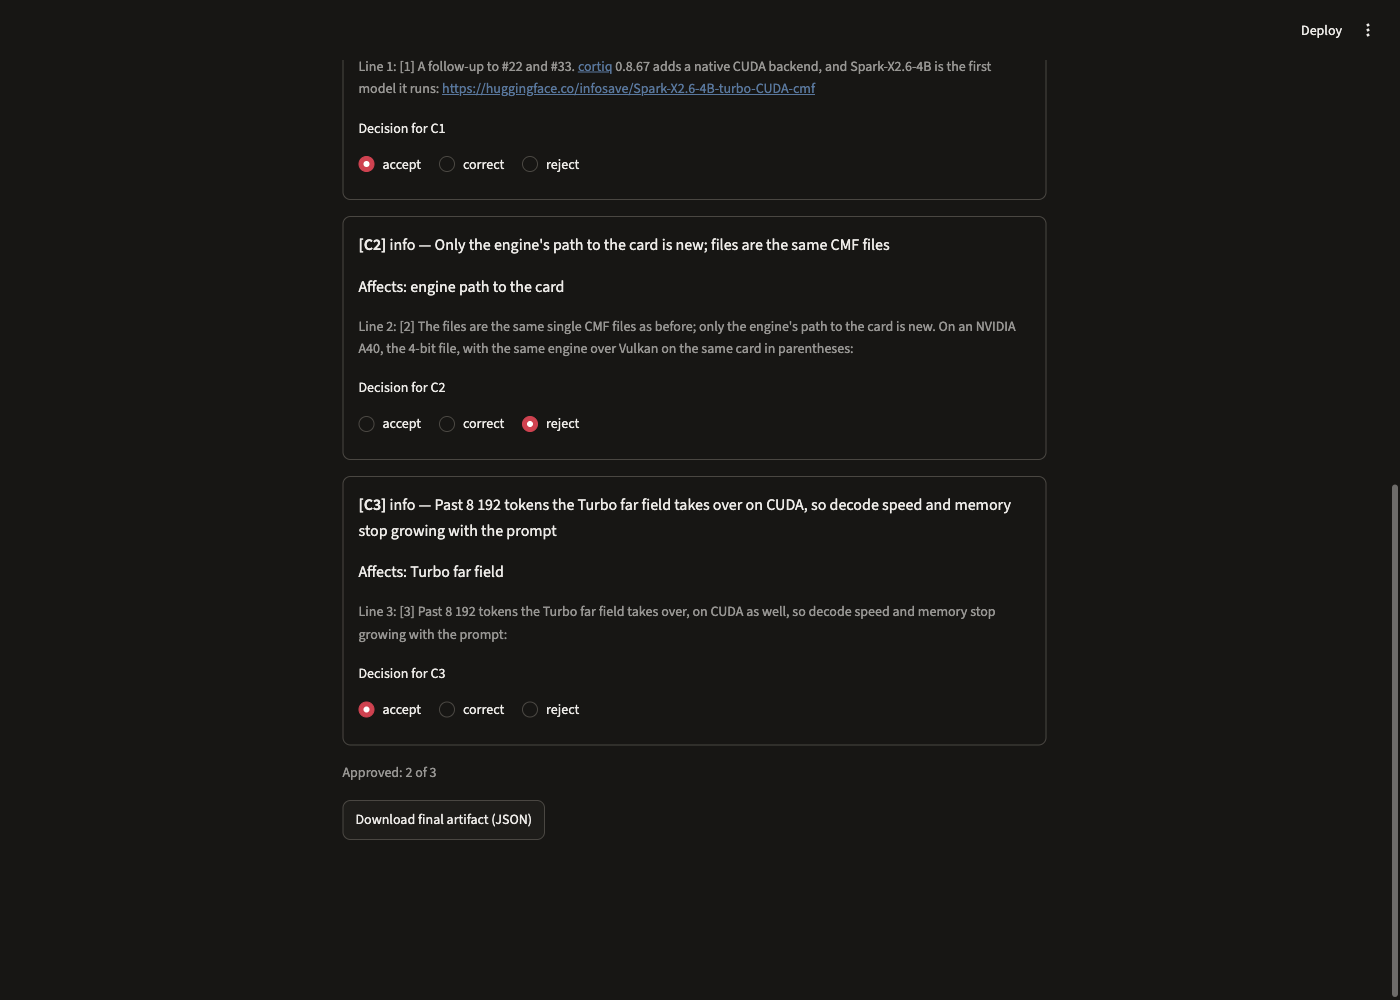 Deploy
Line 1: [1] A follow-up to #22 and #33. cortiq 0.8.67 adds a native CUDA backend, and Spark-X2.6-4B is the first
model it runs: https://huggingface.co/infosave/Spark-X2.6-4B-turbo-CUDA-cmf
Decision for C1
accept correct reject
[C2] info — Only the engine's path to the card is new; files are the same CMF files
Affects: engine path to the card
Line 2: [2] The files are the same single CMF files as before; only the engine's path to the card is new. On an NVIDIA
A40, the 4-bit file, with the same engine over Vulkan on the same card in parentheses:
Decision for C2
accept correct reject
[C3] info — Past 8 192 tokens the Turbo far field takes over on CUDA, so decode speed and memory
stop growing with the prompt
Affects: Turbo far field
Line 3: [3] Past 8 192 tokens the Turbo far field takes over, on CUDA as well, so decode speed and memory stop
growing with the prompt:
Decision for C3
accept correct reject
Approved: 2 of 3
Download final artifact (JSON)